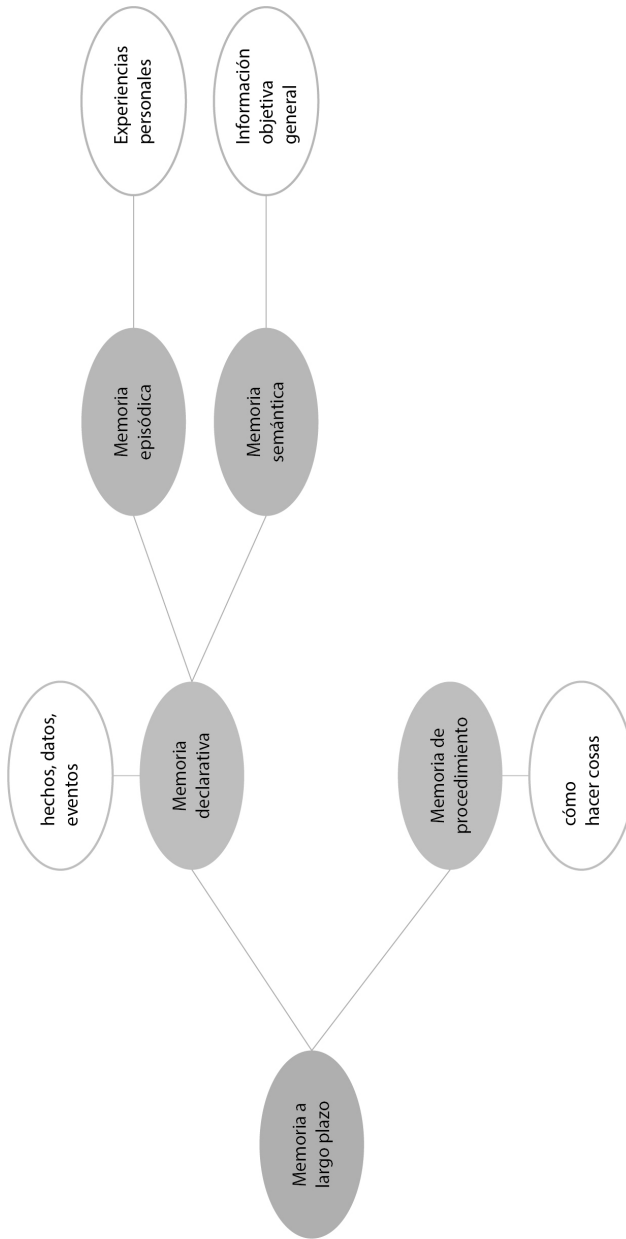 Memoria a
largo plazo
hechos, datos,
eventos
Memoria
declarativa
Memoria de
procedimiento
cómo
hacer cosas
Memoria
episódica
Memoria
semántica
Experiencias
personales
Información
objetiva
general